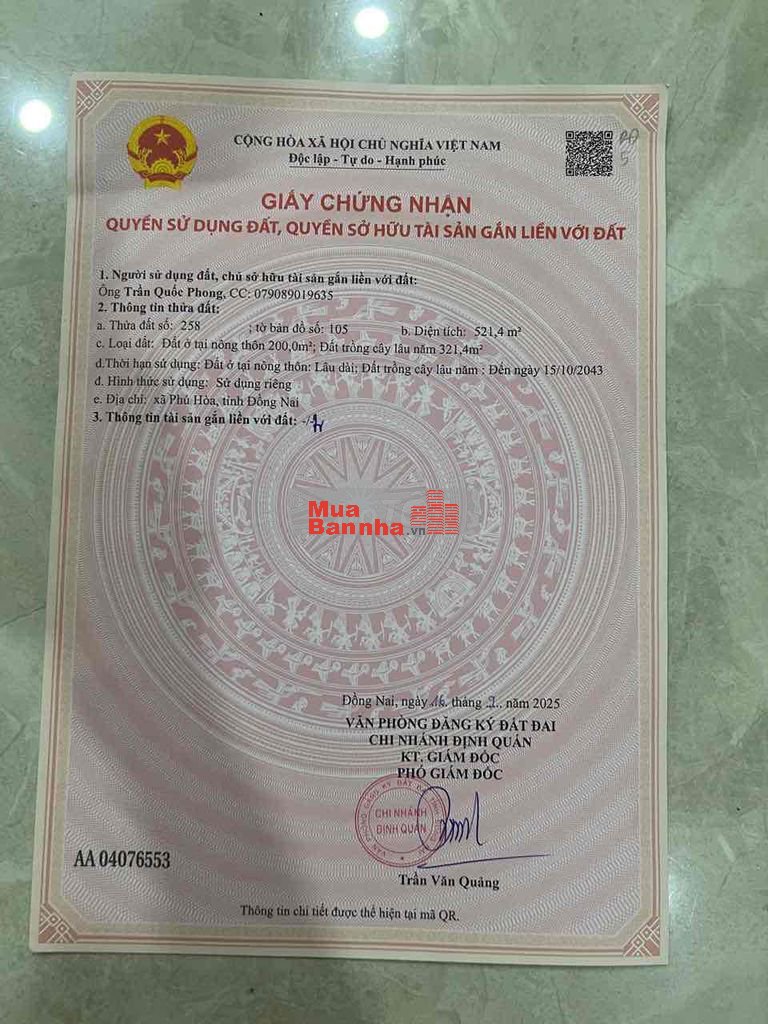 CỘNG HÒA XÃ HỘI CHỦ NGHĨA VIỆT NAM
Độc lập - Tự do - Hạnh phúc
GIẤY CHỨNG NHẬN
QUYỀN SỬ DỤNG ĐẤT, QUYỀN SỞ HỮU TÀI SẢN GẮN LIỀN VỚI ĐẤT
1. Người sử dụng đất, chủ sở hữu tài sản gắn liền với đất:
Ông Trần Quốc Phong, CC: 079089019635
2. Thông tin thửa đất:
a. Thửa đất số: 258 ; tờ bản đồ số: 105 b. Diện tích: 521,4 m²
c. Loại đất: Đất ở tại nông thôn 200,0m²; Đất trồng cây lâu năm 321,4m²
d.Thời hạn sử dụng: Đất ở tại nông thôn: Lâu dài; Đất trồng cây lâu năm : Đến ngày 15/10/2043
đ. Hình thức sử dụng: Sử dụng riêng
e. Địa chỉ: xã Phú Hòa, tỉnh Đồng Nai
3. Thông tin tài sản gắn liền với đất: -/-
Mua
Bannha.vn
Đồng Nai, ngày 16 tháng 9 năm 2025
VĂN PHÒNG ĐĂNG KÝ ĐẤT ĐAI
CHI NHÁNH ĐỊNH QUÁN
KT. GIÁM ĐỐC
PHÓ GIÁM ĐỐC
CHI NHÁNH
ĐỊNH QUÁN
AA 04076553
Trần Văn Quảng
Thông tin chi tiết được thể hiện tại mã QR.